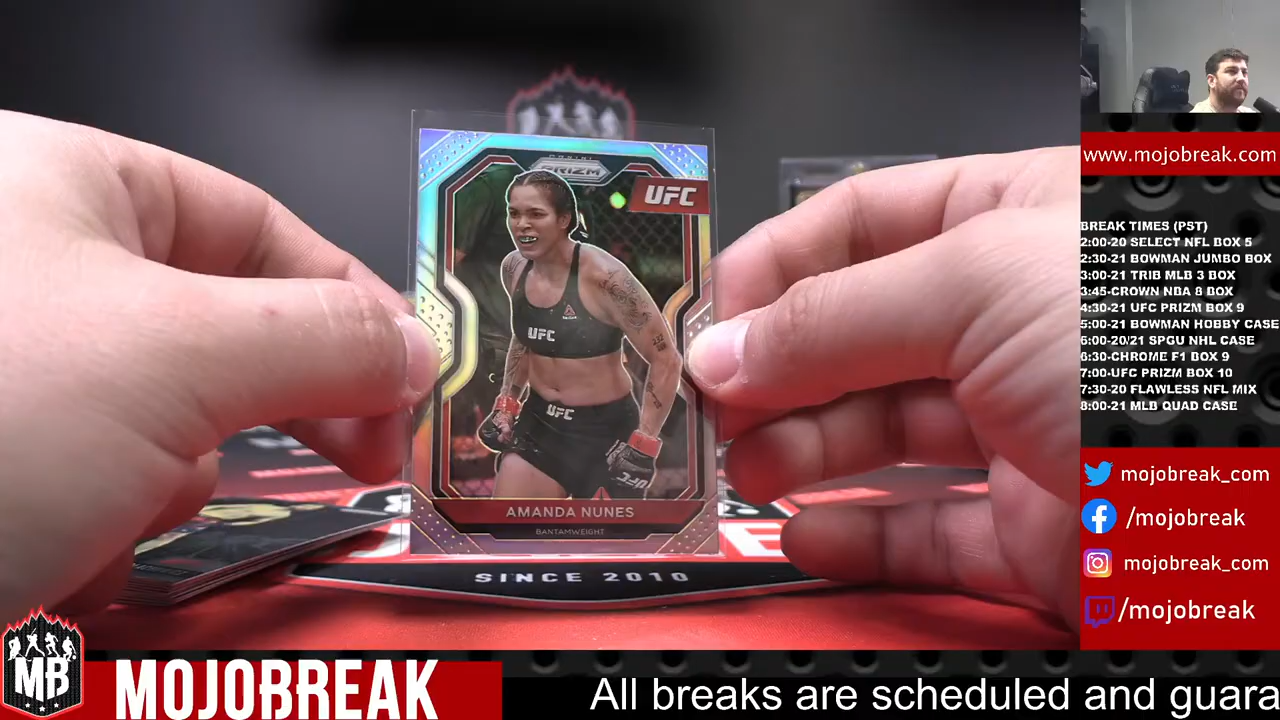 PANINI
PRIZM
UFC
UFC
UFC
UFC
AMANDA NUNES
BANTAMWEIGHT
SINCE 2010
www.mojobreak.com
BREAK TIMES (PST)
2:00-20 SELECT NFL BOX 5
2:30-21 BOWMAN JUMBO BOX
3:00-21 TRIB MLB 3 BOX
3:45-CROWN NBA 8 BOX
4:30-21 UFC PRIZM BOX 9
5:00-21 BOWMAN HOBBY CASE
6:00-20/21 SPGU NHL CASE
6:30-CHROME F1 BOX 9
7:00-UFC PRIZM BOX 10
7:30-20 FLAWLESS NFL MIX
8:00-21 MLB QUAD CASE
mojobreak_com
/mojobreak
mojobreak_com
/mojobreak
MB
MOJOBREAK
All breaks are scheduled and guara